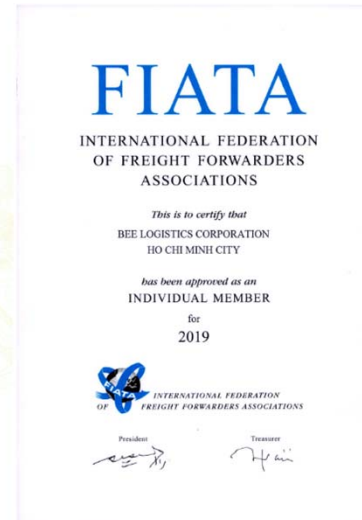 FIATA
INTERNATIONAL FEDERATION
OF FREIGHT FORWARDERS
ASSOCIATIONS
This is to certify that
BEE LOGISTICS CORPORATION
HO CHI MINH CITY
has been approved as an
INDIVIDUAL MEMBER
for
2019
FIATA
INTERNATIONAL FEDERATION
OF FREIGHT FORWARDERS ASSOCIATIONS
President Treasurer